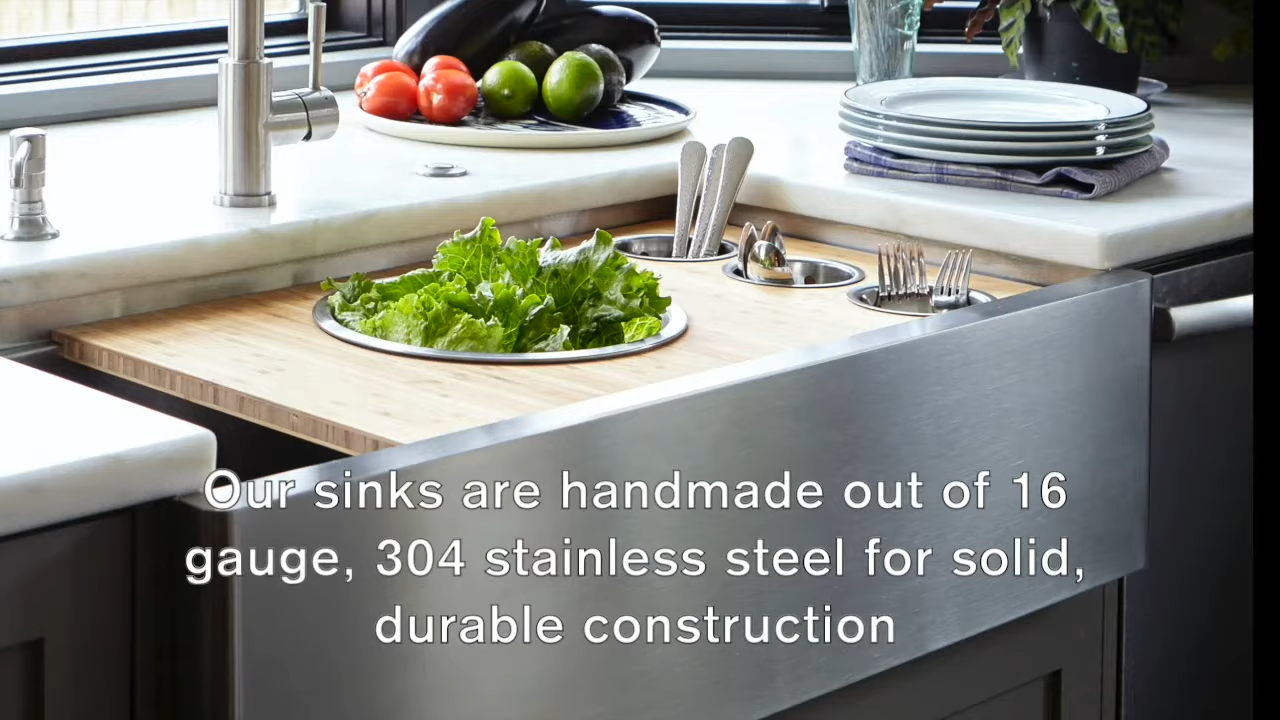 Our sinks are handmade out of 16
gauge, 304 stainless steel for solid,
durable construction